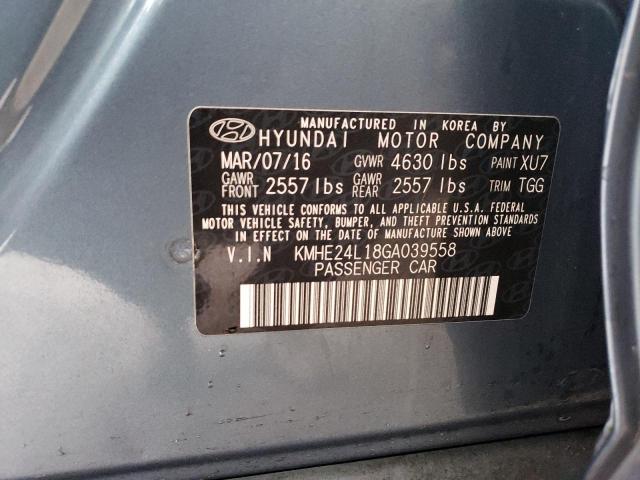 MANUFACTURED IN KOREA BY
HYUNDAI MOTOR COMPANY
MAR/07/16 GVWR 4630 lbs PAINT XU7
GAWR FRONT 2557 lbs GAWR REAR 2557 lbs TRIM TGG
THIS VEHICLE CONFORMS TO ALL APPLICABLE U.S.A. FEDERAL
MOTOR VEHICLE SAFETY, BUMPER, AND THEFT PREVENTION STANDARDS
IN EFFECT ON THE DATE OF MANUFACTURE SHOWN ABOVE.
V.I.N KMHE24L18GA039558
PASSENGER CAR